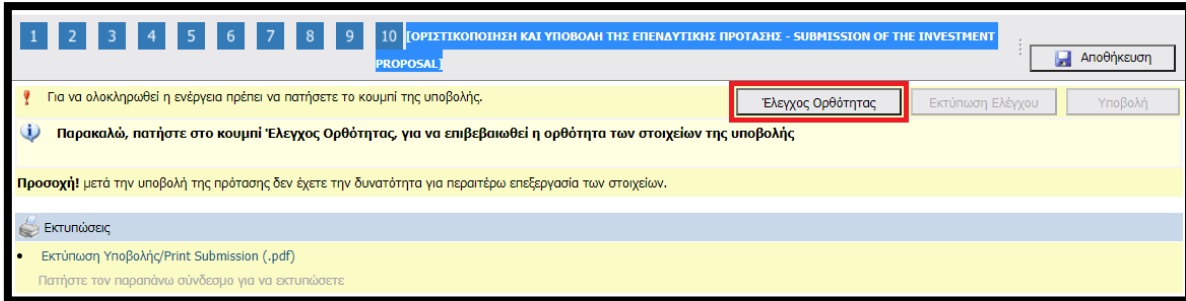 1 2 3 4 5 6 7 8 9 10 [ΟΡΙΣΤΙΚΟΠΟΙΗΣΗ ΚΑΙ ΥΠΟΒΟΛΗ ΤΗΣ ΕΠΕΝΔΥΤΙΚΗΣ ΠΡΟΤΑΣΗΣ - SUBMISSION OF THE INVESTMENT
PROPOSAL]
Αποθήκευση
Για να ολοκληρωθεί η ενέργεια πρέπει να πατήσετε το κουμπί της υποβολής.
Έλεγχος Ορθότητας Εκτύπωση Ελέγχου Υποβολή
Παρακαλώ, πατήστε στο κουμπί Έλεγχος Ορθότητας, για να επιβεβαιωθεί η ορθότητα των στοιχείων της υποβολής
Προσοχή! μετά την υποβολή της πρότασης δεν έχετε την δυνατότητα για περαιτέρω επεξεργασία των στοιχείων.
Εκτυπώσεις
• Εκτύπωση Υποβολής/Print Submission (.pdf)
Πατήστε τον παραπάνω σύνδεσμο για να εκτυπώσετε